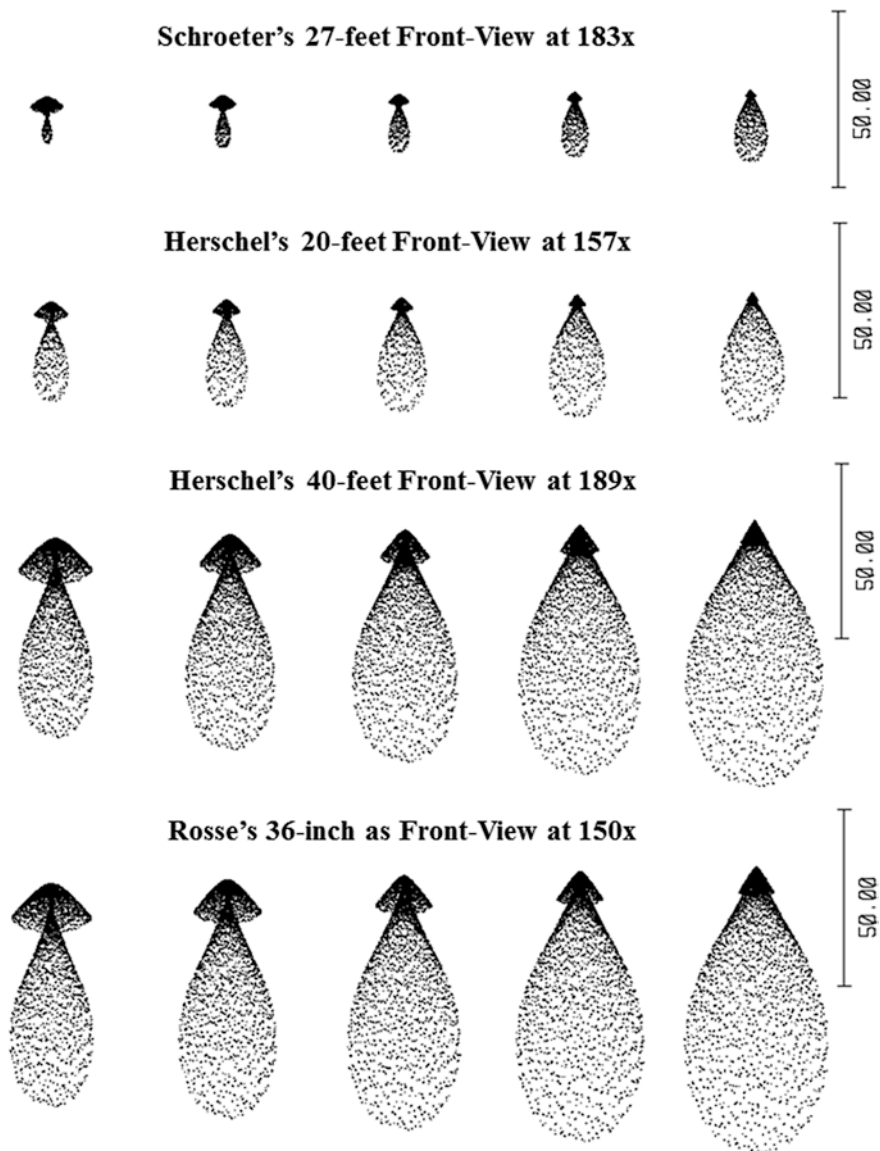 Schroeter’s 27-feet Front-View at 183x
50.00
Herschel’s 20-feet Front-View at 157x
50.00
Herschel’s 40-feet Front-View at 189x
50.00
Rosse’s 36-inch as Front-View at 150x
50.00